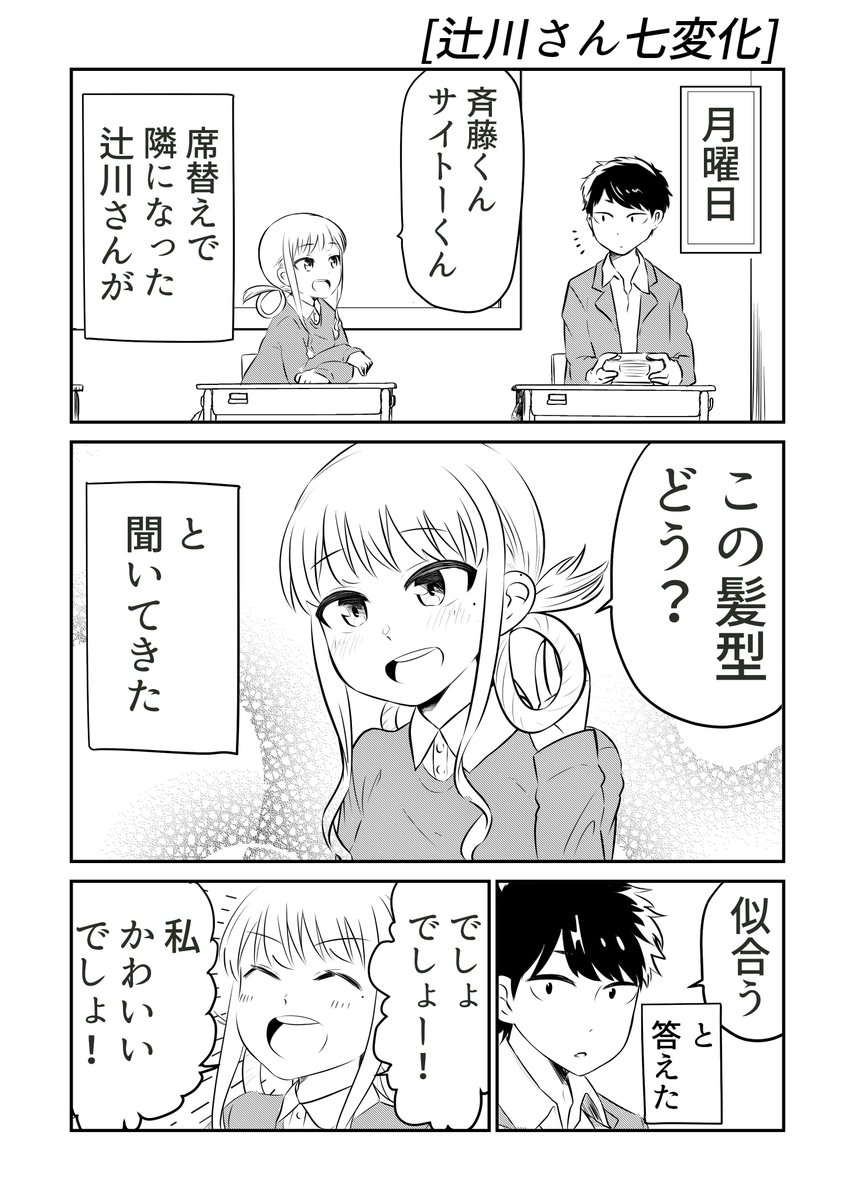 [辻川さん七変化]
月曜日
斉藤くん
サイトーくん
席替えで
隣になった
辻川さんが
この髪型
どう？
と
聞いてきた
似合う
と
答えた
でしょ
でしょー！
私
かわいい
でしょ！